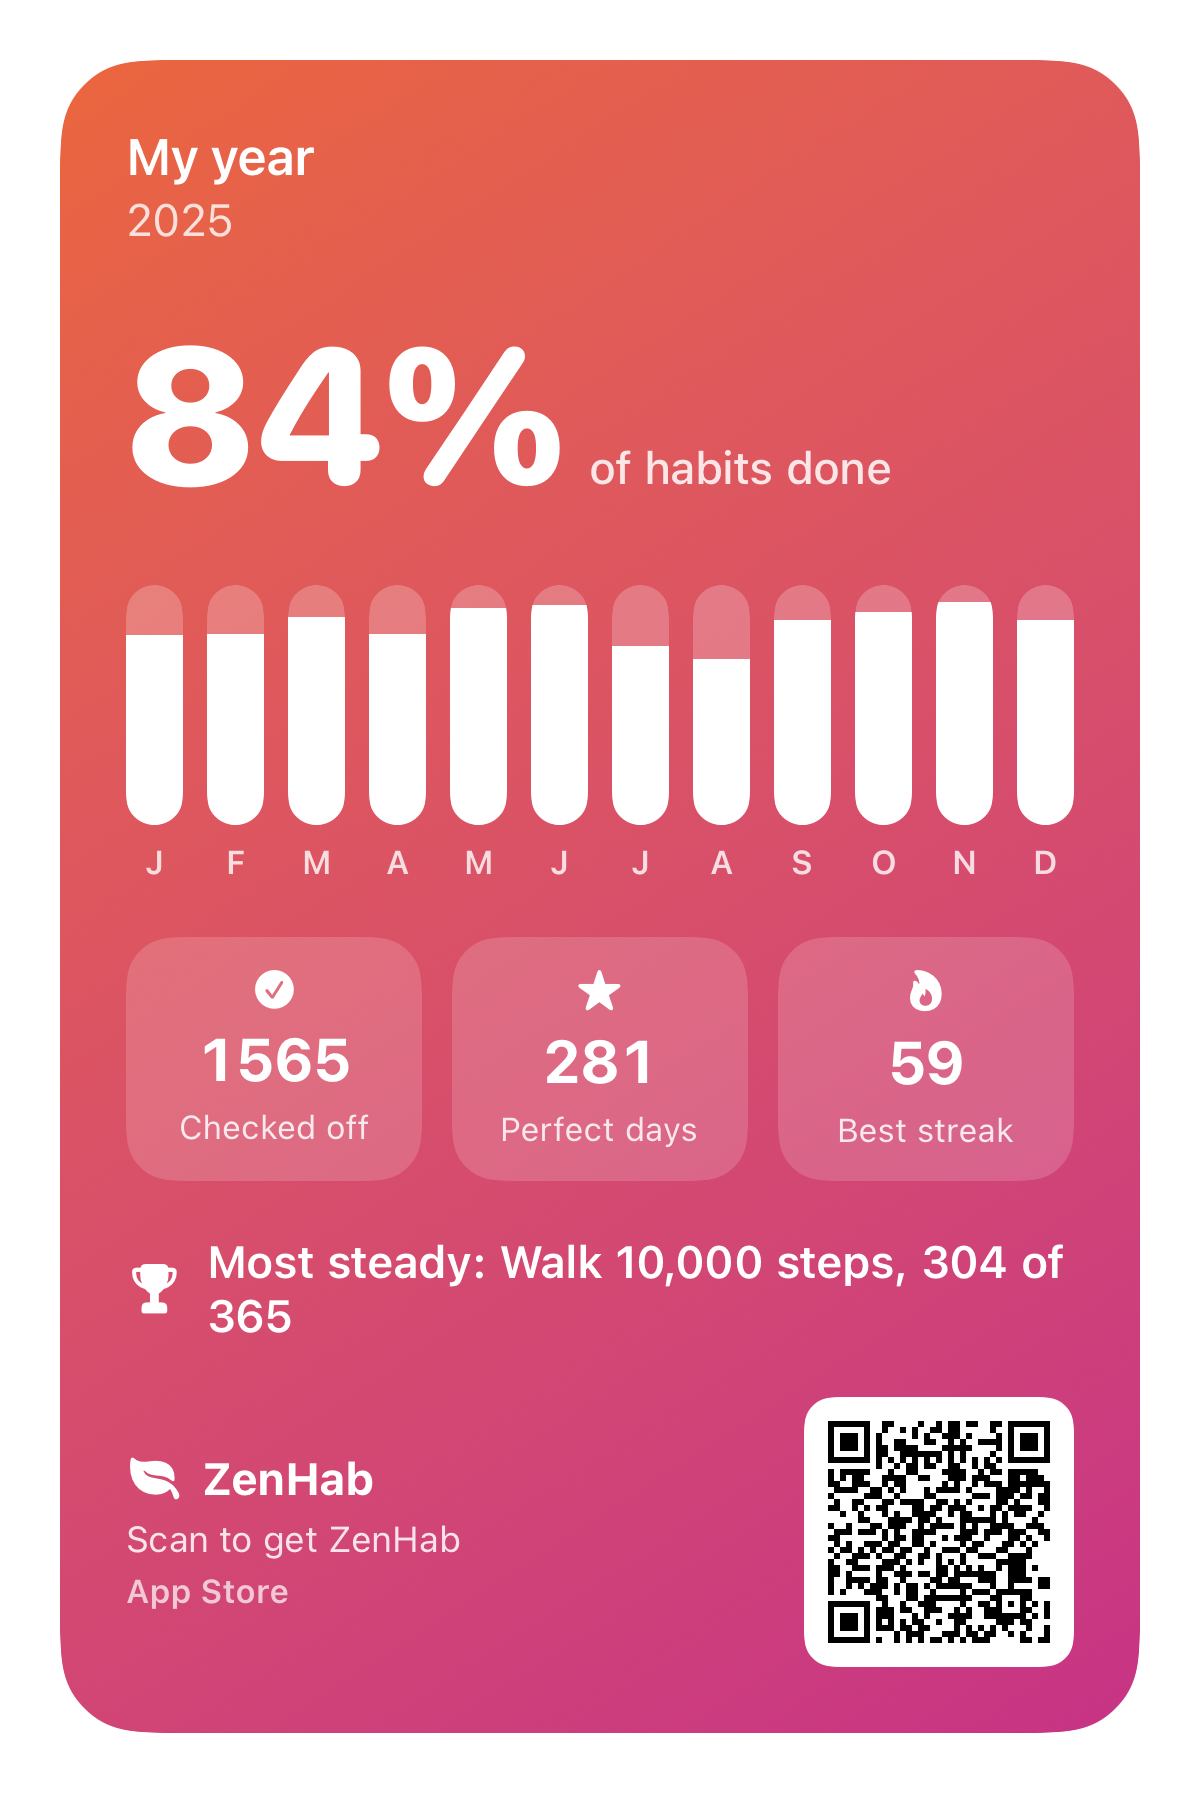 My year
2025
84% of habits done
J F M A M J J A S O N D
1565 281 59
Checked off Perfect days Best streak
Most steady: Walk 10,000 steps, 304 of
365
ZenHab
Scan to get ZenHab
App Store